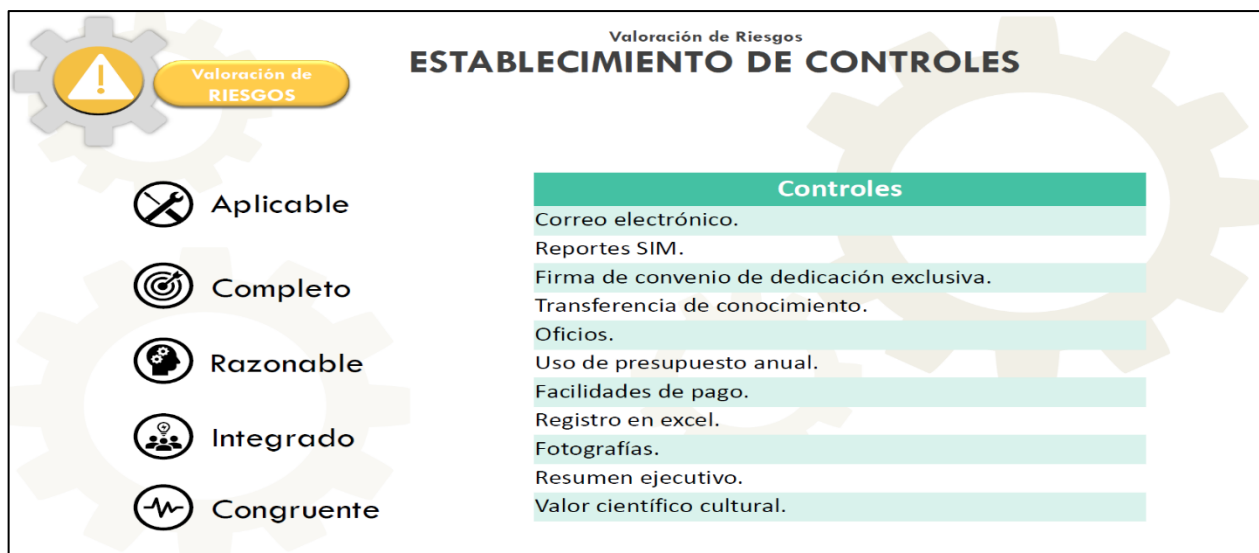 Valoración de Riesgos
ESTABLECIMIENTO DE CONTROLES
Valoración de
RIESGOS
Aplicable
Completo
Razonable
Integrado
Congruente
Controles
Correo electrónico.
Reportes SIM.
Firma de convenio de dedicación exclusiva.
Transferencia de conocimiento.
Oficios.
Uso de presupuesto anual.
Facilidades de pago.
Registro en excel.
Fotografías.
Resumen ejecutivo.
Valor científico cultural.